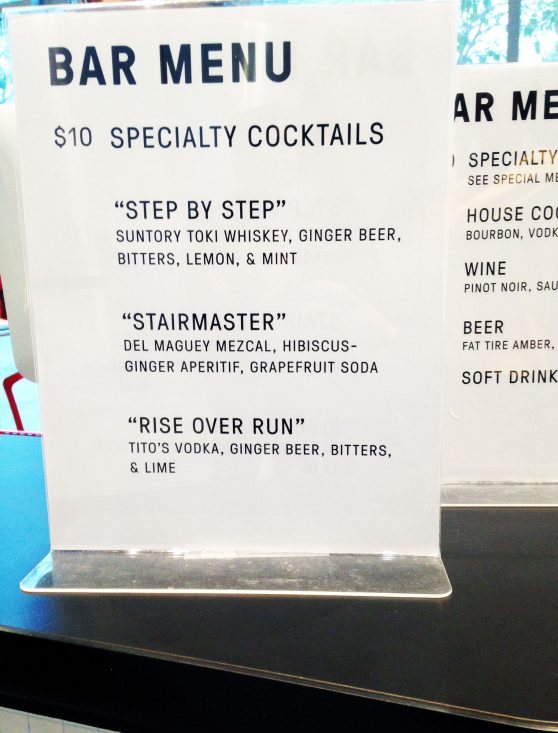 BAR MENU
$10 SPECIALTY COCKTAILS
“STEP BY STEP”
SUNTORY TOKI WHISKEY, GINGER BEER,
BITTERS, LEMON, & MINT
“STAIRMASTER”
DEL MAGUEY MEZCAL, HIBISCUS-
GINGER APERITIF, GRAPEFRUIT SODA
“RISE OVER RUN”
TITO’S VODKA, GINGER BEER, BITTERS,
& LIME
AR ME
SPECIALTY
SEE SPECIAL ME
HOUSE COC
BOURBON, VODK
WINE
PINOT NOIR, SAU
BEER
FAT TIRE AMBER,
SOFT DRINK